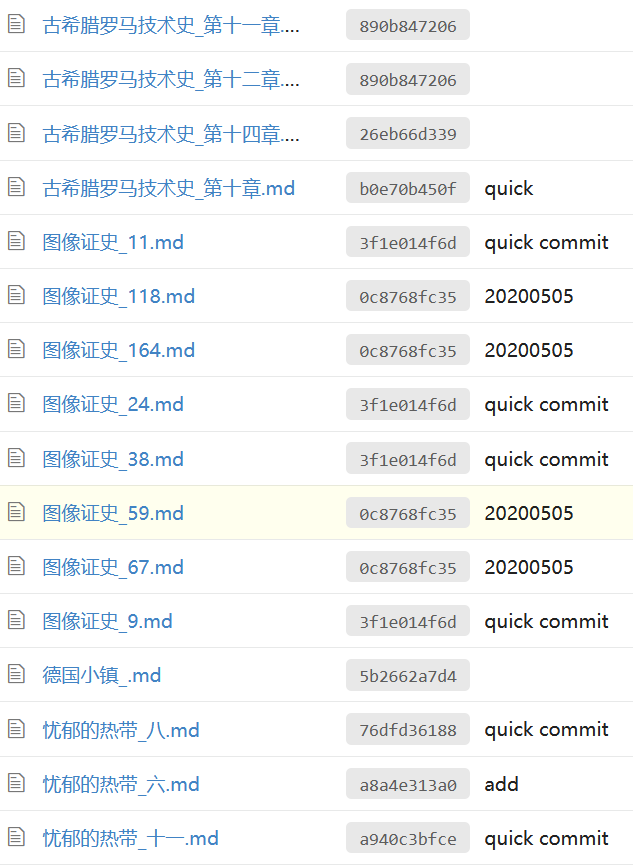 古希腊罗马技术史_第十一章.... 890b847206
古希腊罗马技术史_第十二章.... 890b847206
古希腊罗马技术史_第十四章.... 26eb66d339
古希腊罗马技术史_第十章.md b0e70b450f quick
图像证史_11.md 3f1e014f6d quick commit
图像证史_118.md 0c8768fc35 20200505
图像证史_164.md 0c8768fc35 20200505
图像证史_24.md 3f1e014f6d quick commit
图像证史_38.md 3f1e014f6d quick commit
图像证史_59.md 0c8768fc35 20200505
图像证史_67.md 0c8768fc35 20200505
图像证史_9.md 3f1e014f6d quick commit
德国小镇_.md 5b2662a7d4
忧郁的热带_八.md 76dfd36188 quick commit
忧郁的热带_六.md a8a4e313a0 add
忧郁的热带_十一.md a940c3bfce quick commit